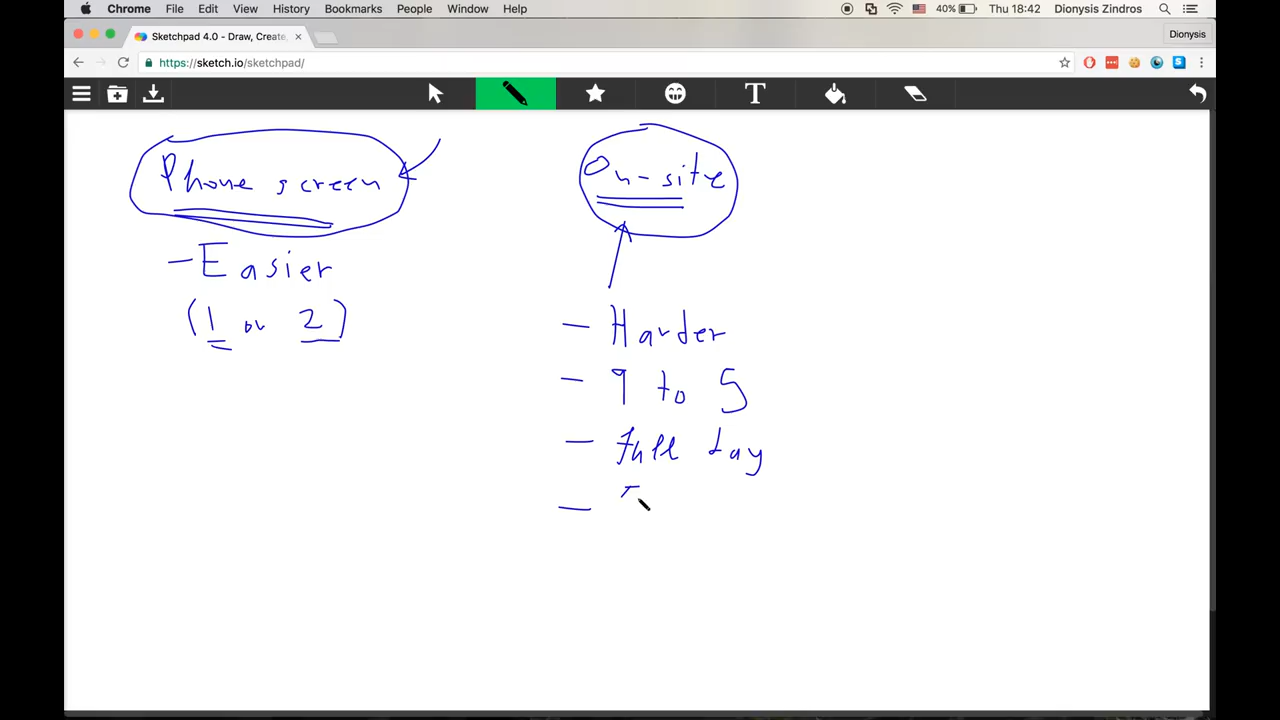 Chrome File Edit View History Bookmarks People Window Help 40% Thu 18:42 Dionysis Zindros
Sketchpad 4.0 - Draw, Create, Dionysis
https://sketch.io/sketchpad/
T
Phone screen
- Easier
(1 or 2)
On-site
- Harder
- 9 to 5
- Full day
-